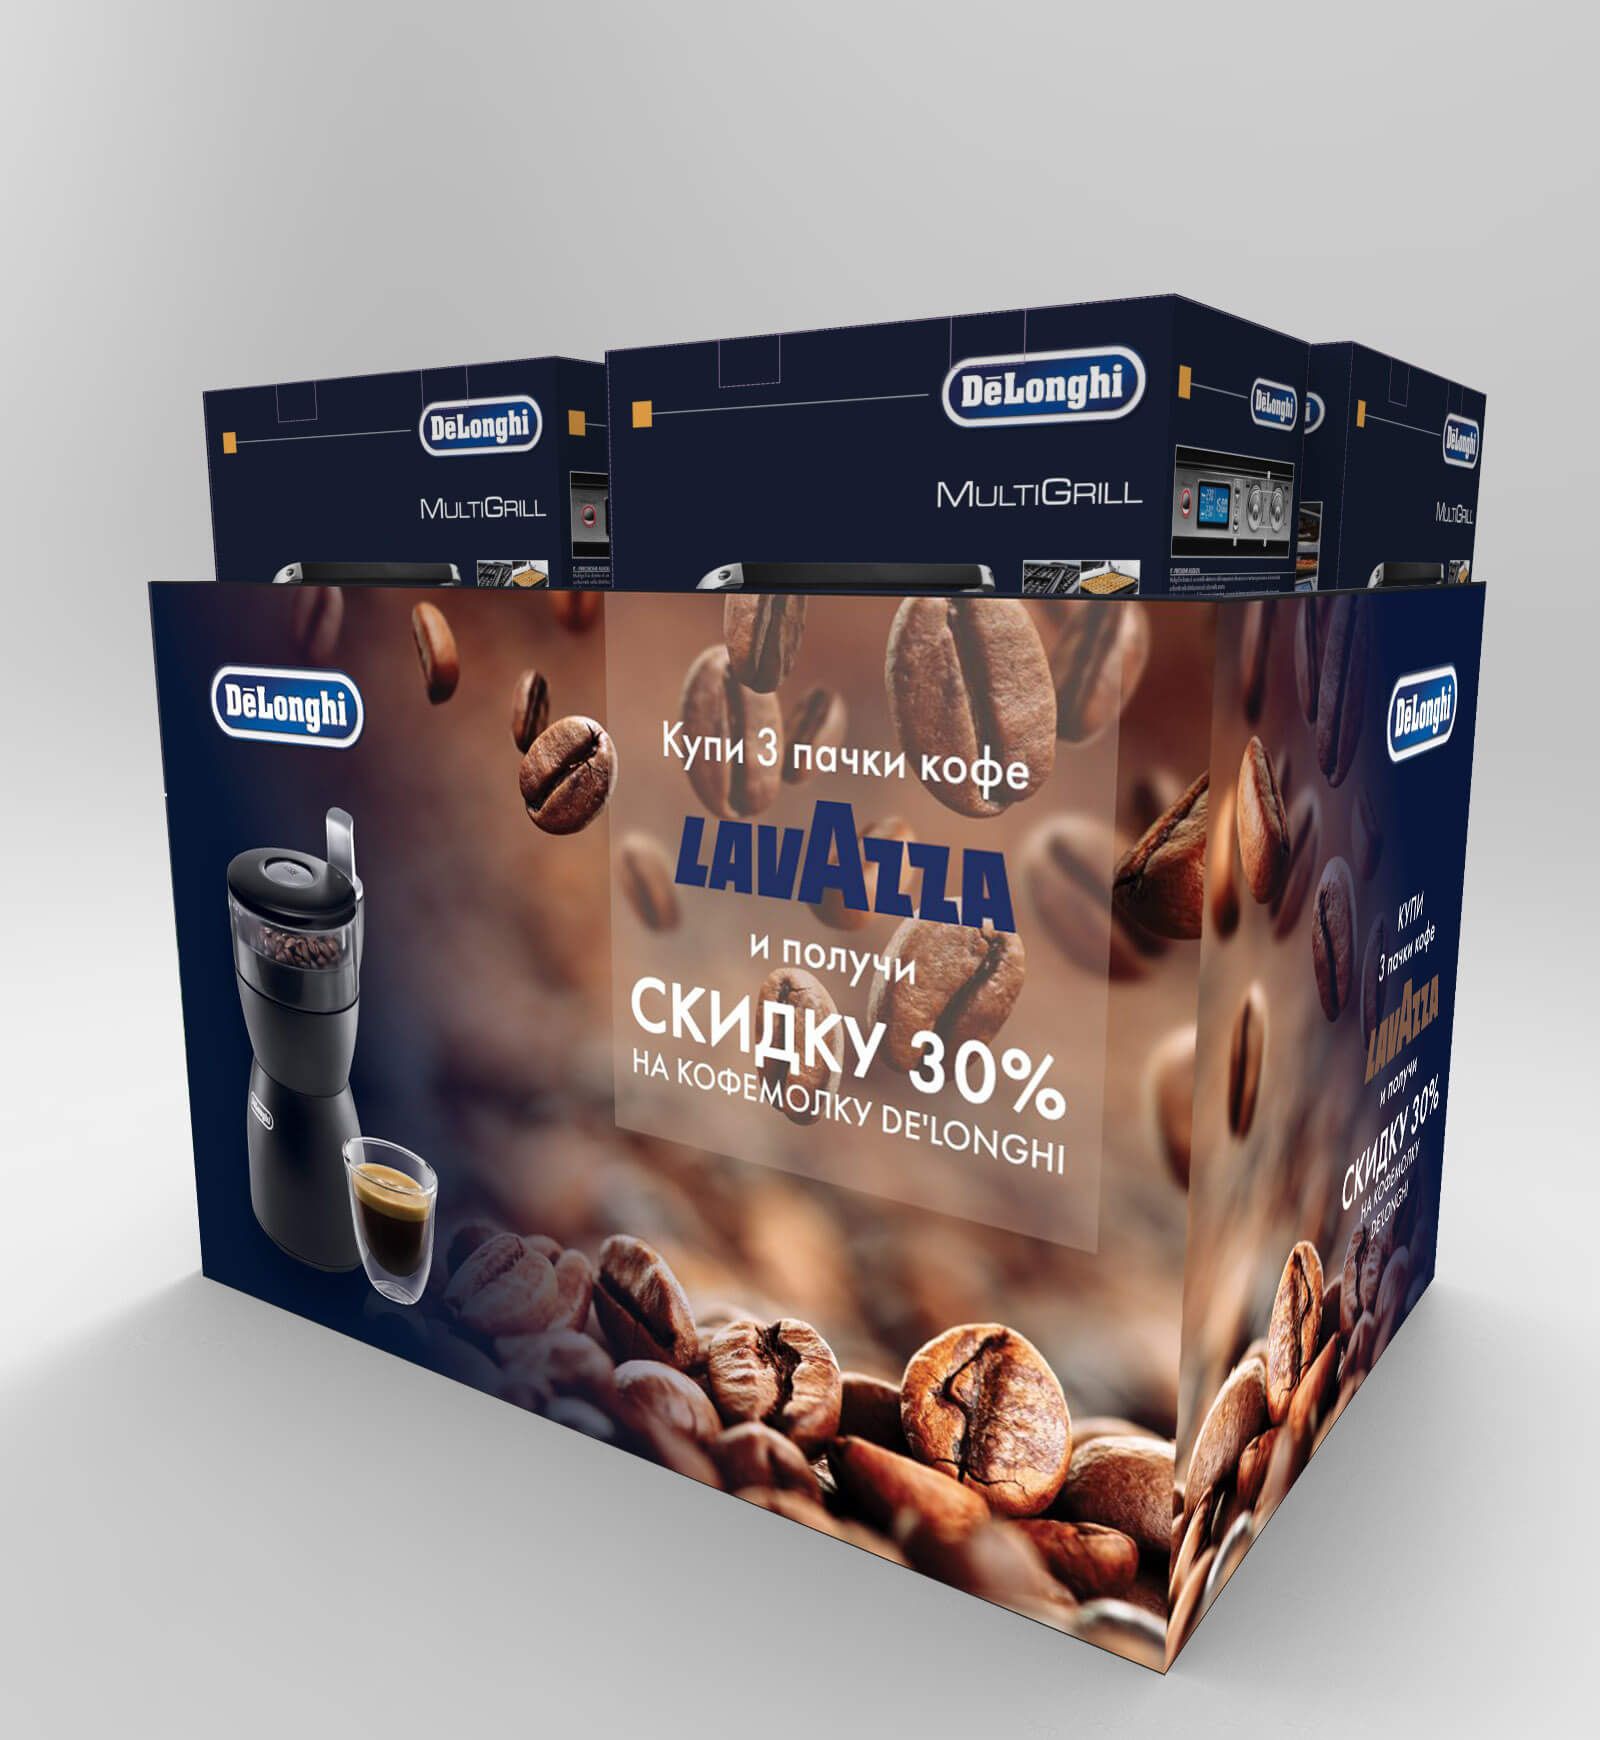 DēLonghi
MULTIGRILL
DēLonghi
MULTIGRILL
DēLonghi
DēLonghi
MULTIGRILL
DēLonghi
Купи 3 пачки кофе
LAVAZZA
и получи
СКИДКУ 30%
НА КОФЕМОЛКУ DE'LONGHI
DēLonghi
DēLonghi
КУПИ
3 пачки кофе
LAVAZZA
и получи
СКИДКУ 30%
НА КОФЕМОЛКУ
DE'LONGHI